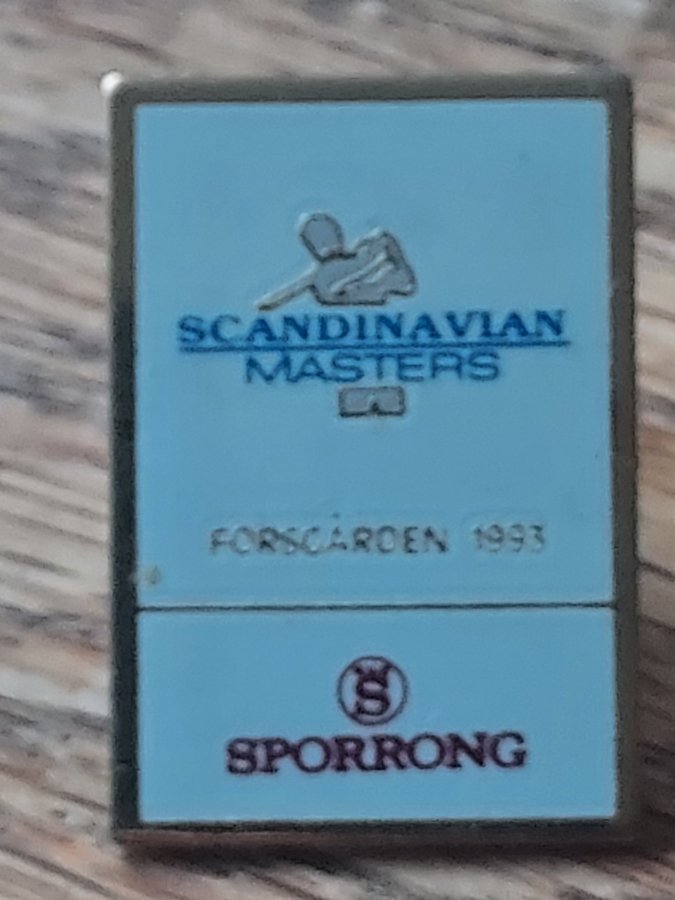 SCANDINAVIAN
MASTERS
FORSGÅRDEN 1993
S
SPORRONG